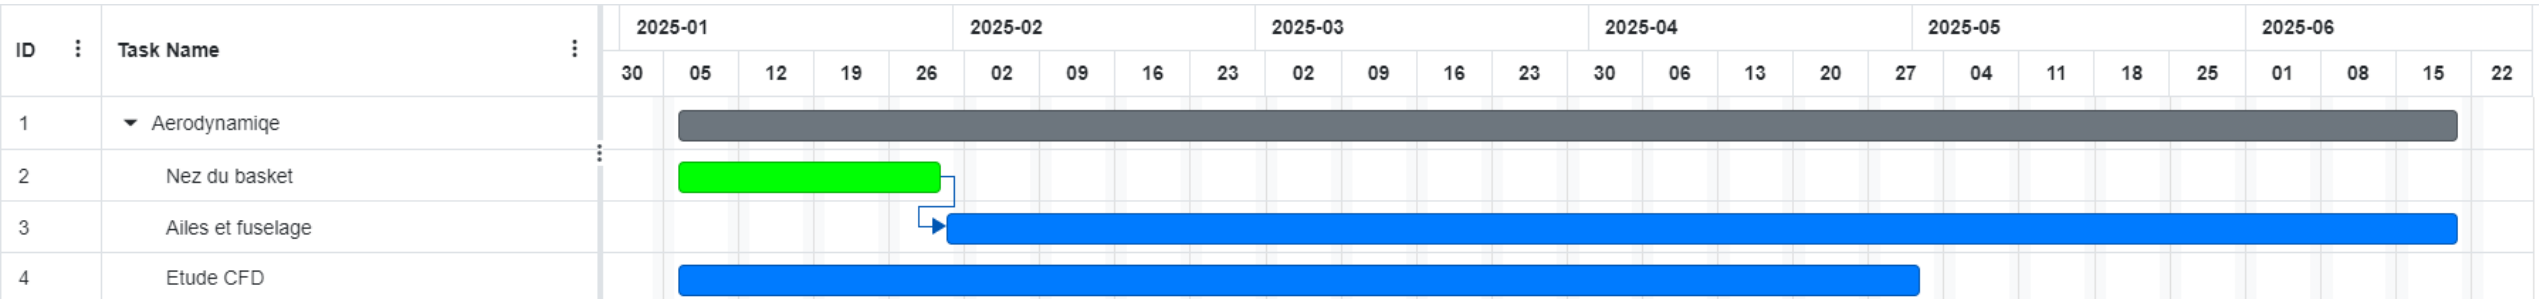 2025-01 2025-02 2025-03 2025-04 2025-05 2025-06
ID Task Name
30 05 12 19 26 02 09 16 23 02 09 16 23 30 06 13 20 27 04 11 18 25 01 08 15 22
1 Aerodynamiqe
2 Nez du basket
3 Ailes et fuselage
4 Etude CFD